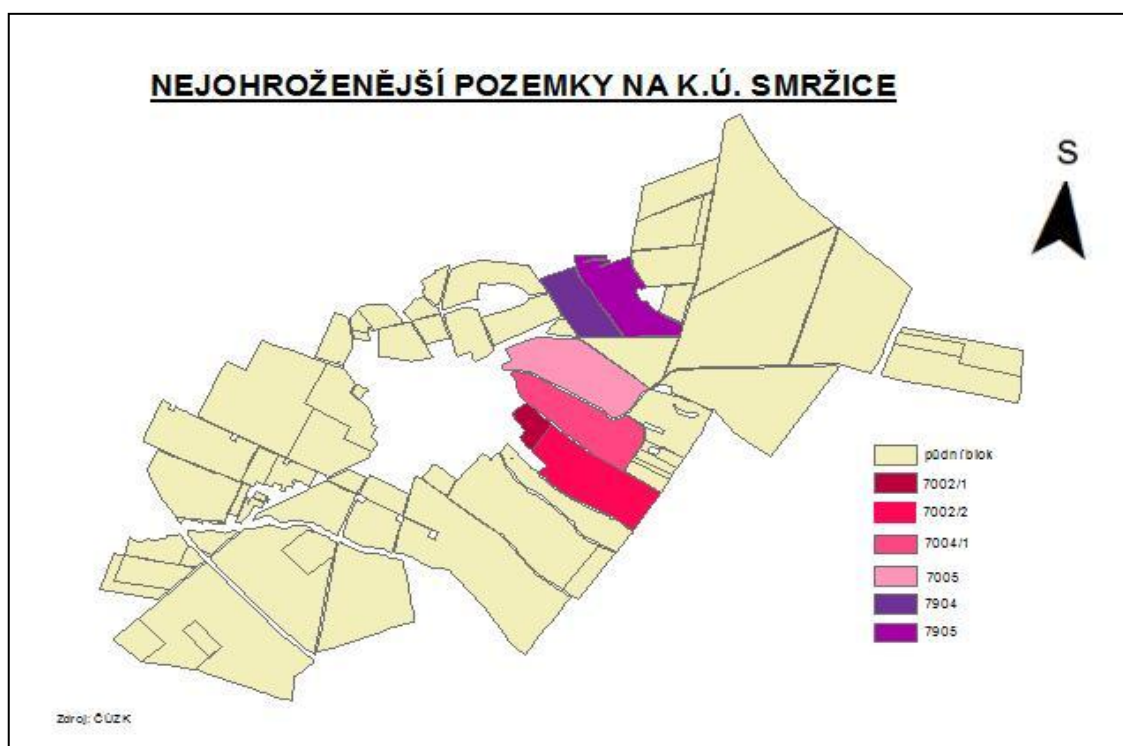 NEJOHROŽENĚJŠÍ POZEMKY NA K.Ú. SMRŽICE
S
půdní blok
7002/1
7002/2
7004/1
7005
7904
7905
Zdroj: ČÚZK